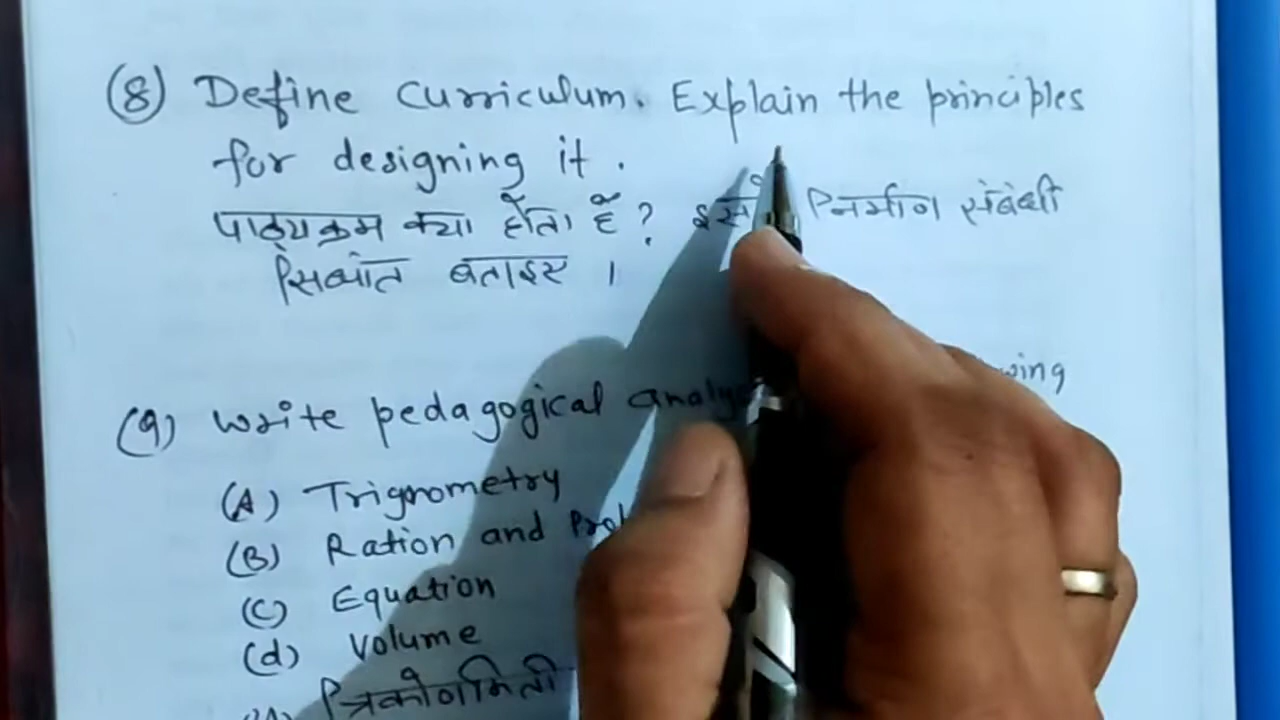 (8) Define curriculum. Explain the principles
for designing it.
पाठ्यक्रम क्या होता है? निर्माण संबंधी
सिद्धांत बताइए ।
(9) Write pedagogical
(A) Trignometry
(B) Ration and
(C) Equation
(d) Volume
त्रिकोणमिती